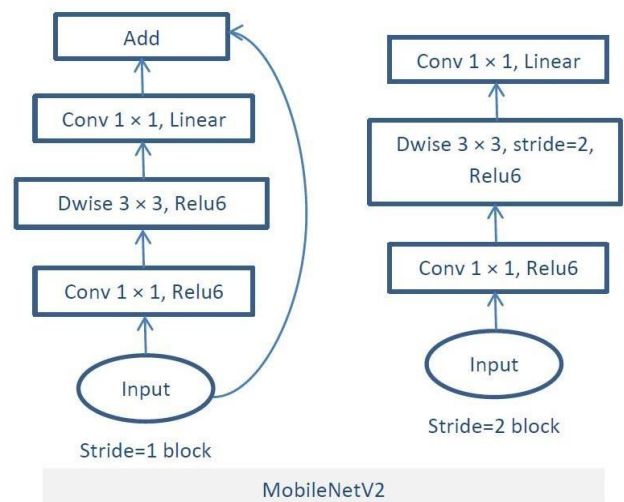 Add
Conv 1 × 1, Linear
Dwise 3 × 3, Relu6
Conv 1 × 1, Relu6
Input
Stride=1 block
Conv 1 × 1, Linear
Dwise 3 × 3, stride=2,
Relu6
Conv 1 × 1, Relu6
Input
Stride=2 block
MobileNetV2